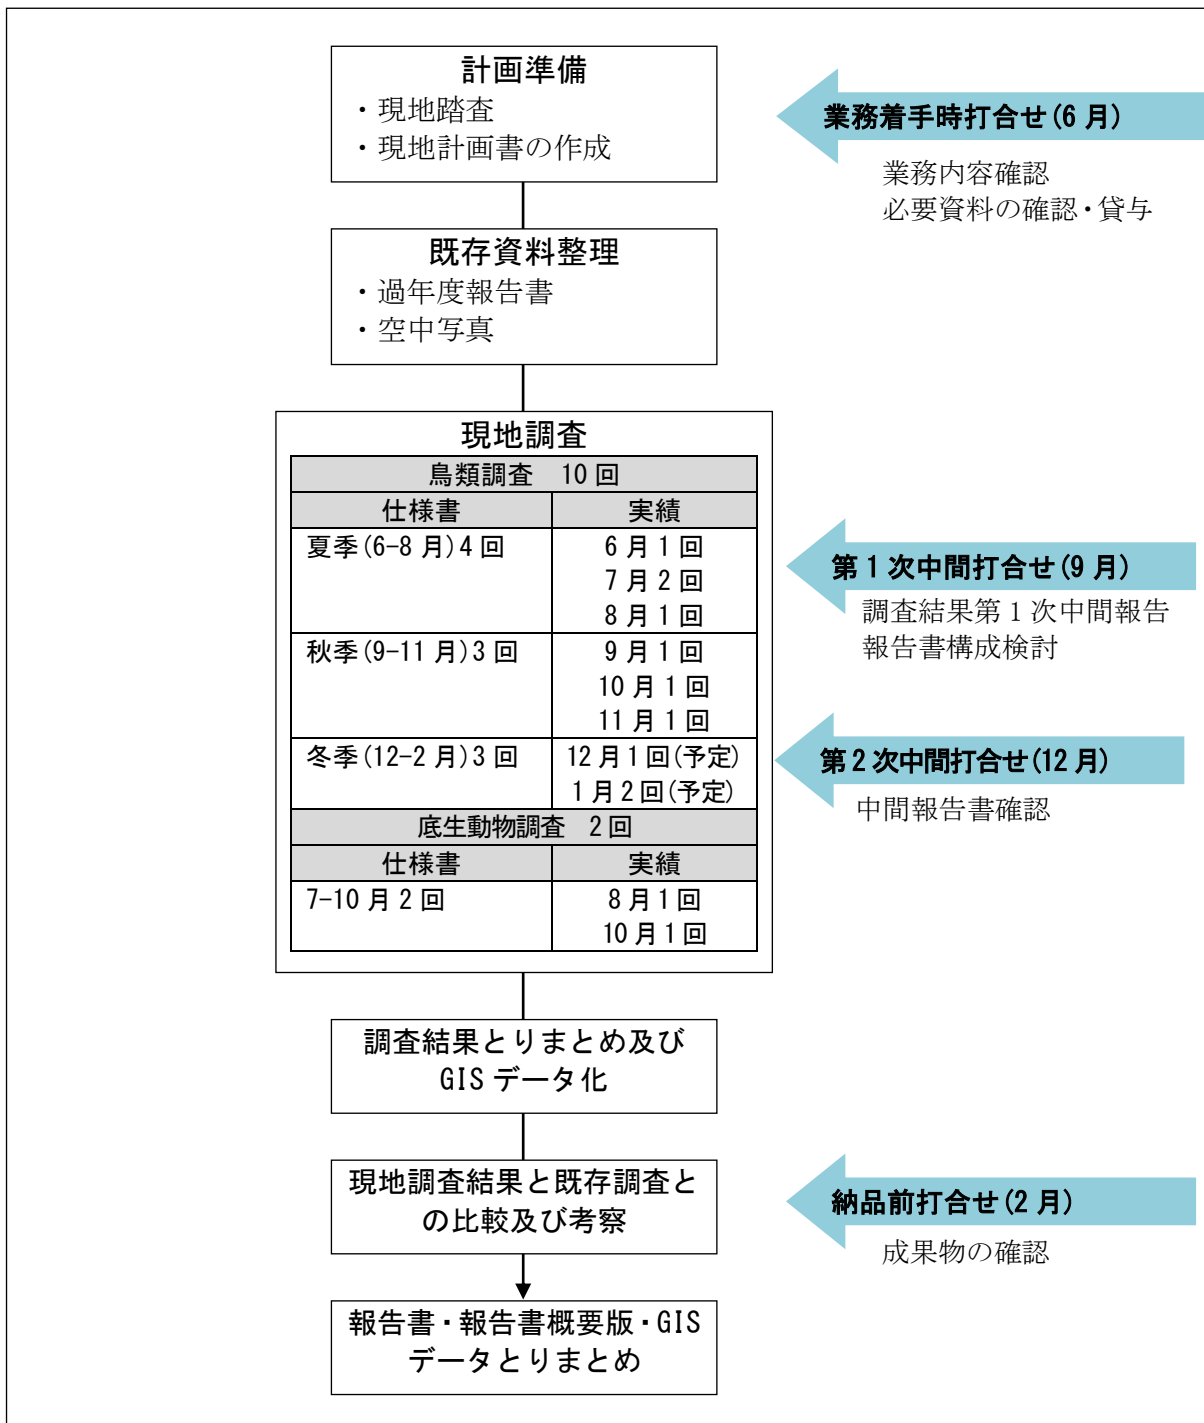 計画準備
・現地踏査
・現地計画書の作成
業務着手時打合せ(6月)
業務内容確認
必要資料の確認・貸与
既存資料整理
・過年度報告書
・空中写真
現地調査
鳥類調査　10回
仕様書　実績
夏季(6-8月)4回　6月1回
7月2回
8月1回
秋季(9-11月)3回　9月1回
10月1回
11月1回
冬季(12-2月)3回　12月1回(予定)
1月2回(予定)
底生動物調査　2回
仕様書　実績
7-10月2回　8月1回
10月1回
第1次中間打合せ(9月)
調査結果第1次中間報告
報告書構成検討
第2次中間打合せ(12月)
中間報告書確認
調査結果とりまとめ及び
GISデータ化
現地調査結果と既存調査と
の比較及び考察
納品前打合せ(2月)
成果物の確認
報告書・報告書概要版・GIS
データとりまとめ